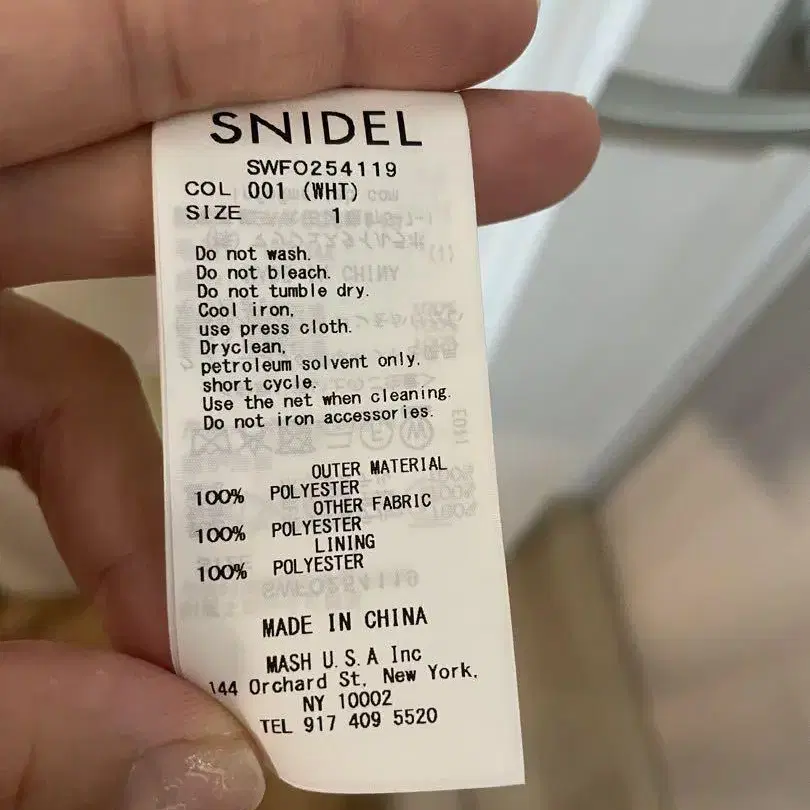 SNIDEL
SWFO254119
COL 001 (WHT)
SIZE 1
Do not wash.
Do not bleach.
Do not tumble dry.
Cool iron,
use press cloth.
Dryclean,
petroleum solvent only.
short cycle.
Use the net when cleaning.
Do not iron accessories.
OUTER MATERIAL
100% POLYESTER
OTHER FABRIC
100% POLYESTER
LINING
100% POLYESTER
MADE IN CHINA
MASH U.S.A Inc
144 Orchard St, New York,
NY 10002
TEL 917 409 5520